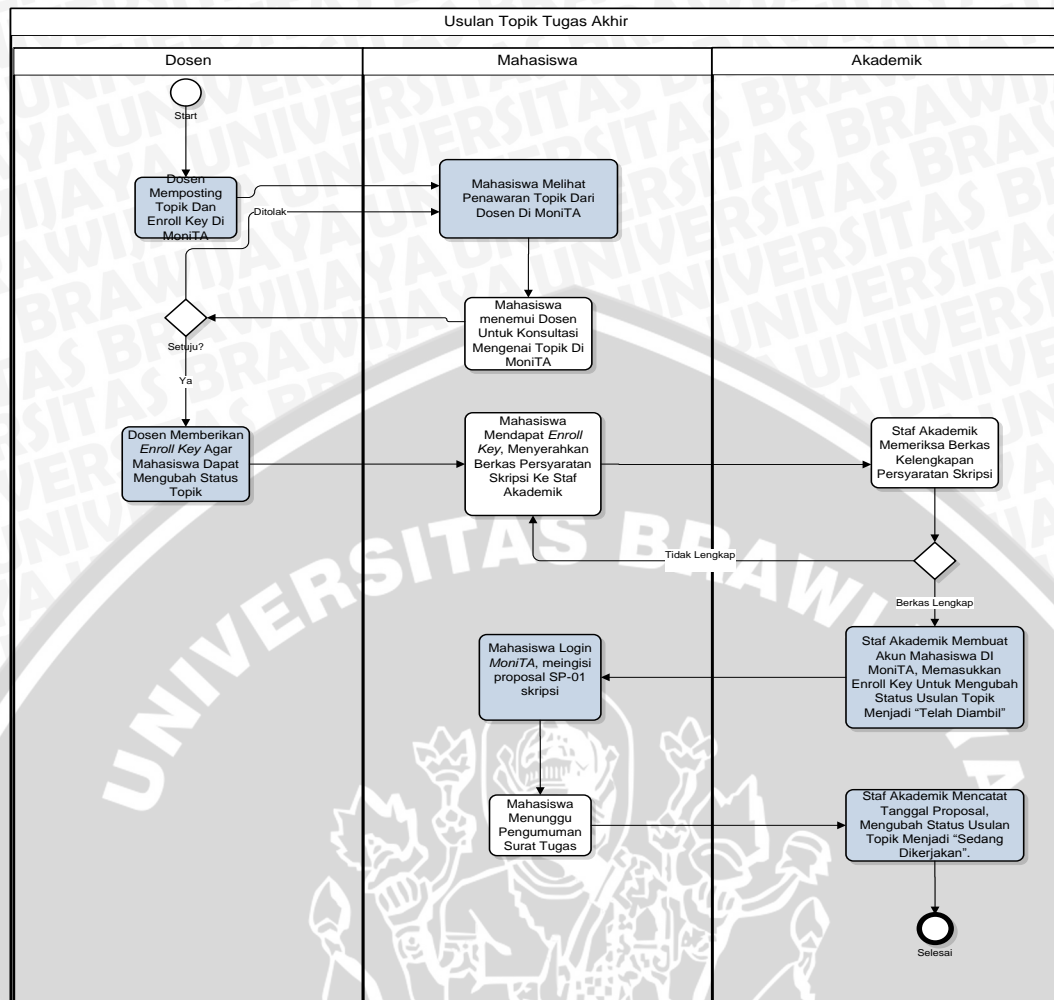 Usulan Topik Tugas Akhir
Dosen
Mahasiswa
Akademik
Start
Dosen
Memposting
Topik Dan
Enroll Key Di
MoniTA
Mahasiswa Melihat
Penawaran Topik Dari
Dosen Di MoniTA
Ditolak
Mahasiswa
menemui Dosen
Untuk Konsultasi
Mengenai Topik Di
MoniTA
Setuju?
Ya
Dosen Memberikan
Enroll Key Agar
Mahasiswa Dapat
Mengubah Status
Topik
Mahasiswa
Mendapat Enroll
Key, Menyerahkan
Berkas Persyaratan
Skripsi Ke Staf
Akademik
Staf Akademik
Memeriksa Berkas
Kelengkapan
Persyaratan Skripsi
Tidak Lengkap
Berkas Lengkap
Staf Akademik Membuat
Akun Mahasiswa DI
MoniTA, Memasukkan
Enroll Key Untuk Mengubah
Status Usulan Topik
Menjadi “Telah Diambil”
Mahasiswa Login
MoniTA, meingisi
proposal SP-01
skripsi
Mahasiswa
Menunggu
Pengumuman
Surat Tugas
Staf Akademik Mencatat
Tanggal Proposal,
Mengubah Status Usulan
Topik Menjadi “Sedang
Dikerjakan”.
Selesai
UNIVERSITAS BRAWIJAYA